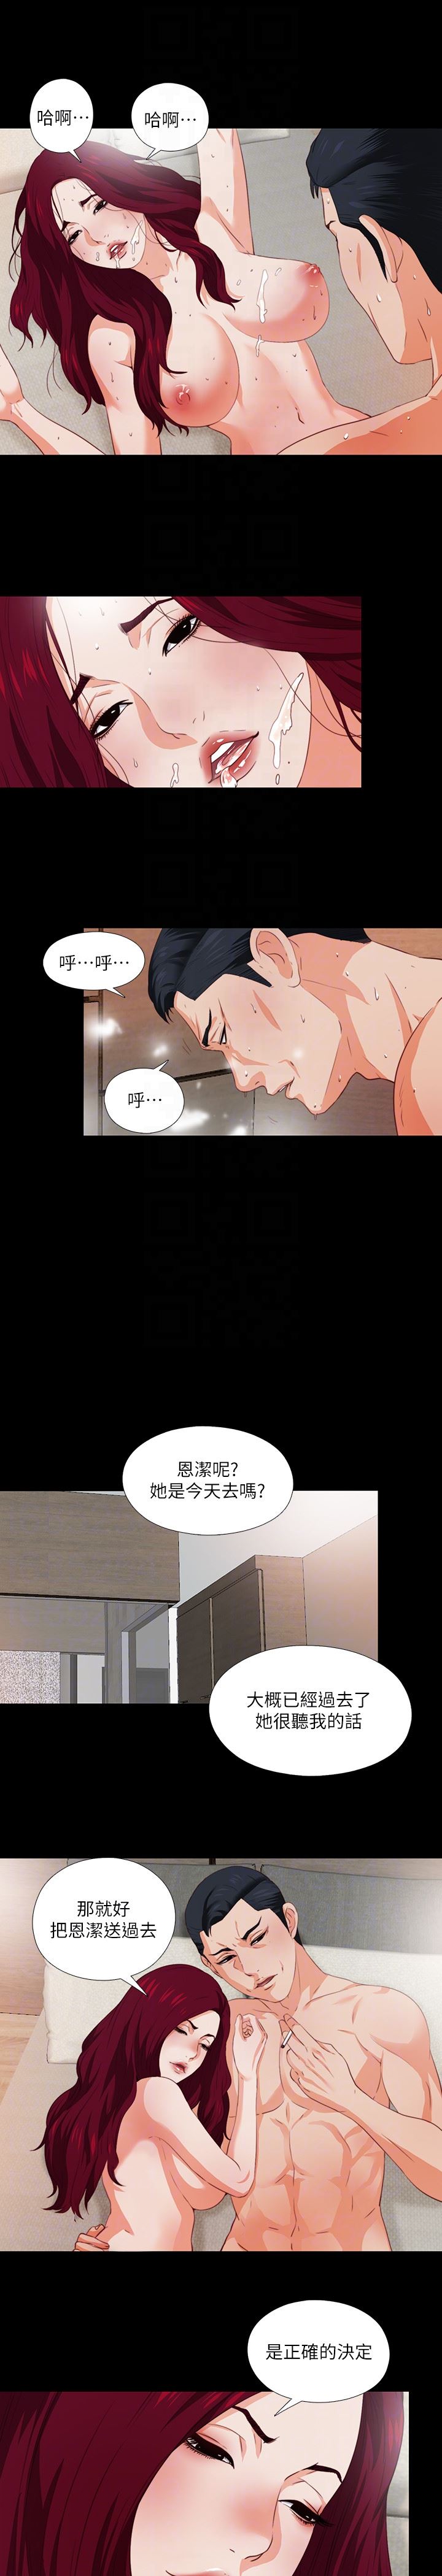 哈啊…
哈啊…
呼…呼…
呼…
恩潔呢?
她是今天去嗎?
大概已經過去了
她很聽我的話
那就好
把恩潔送過去
是正確的決定